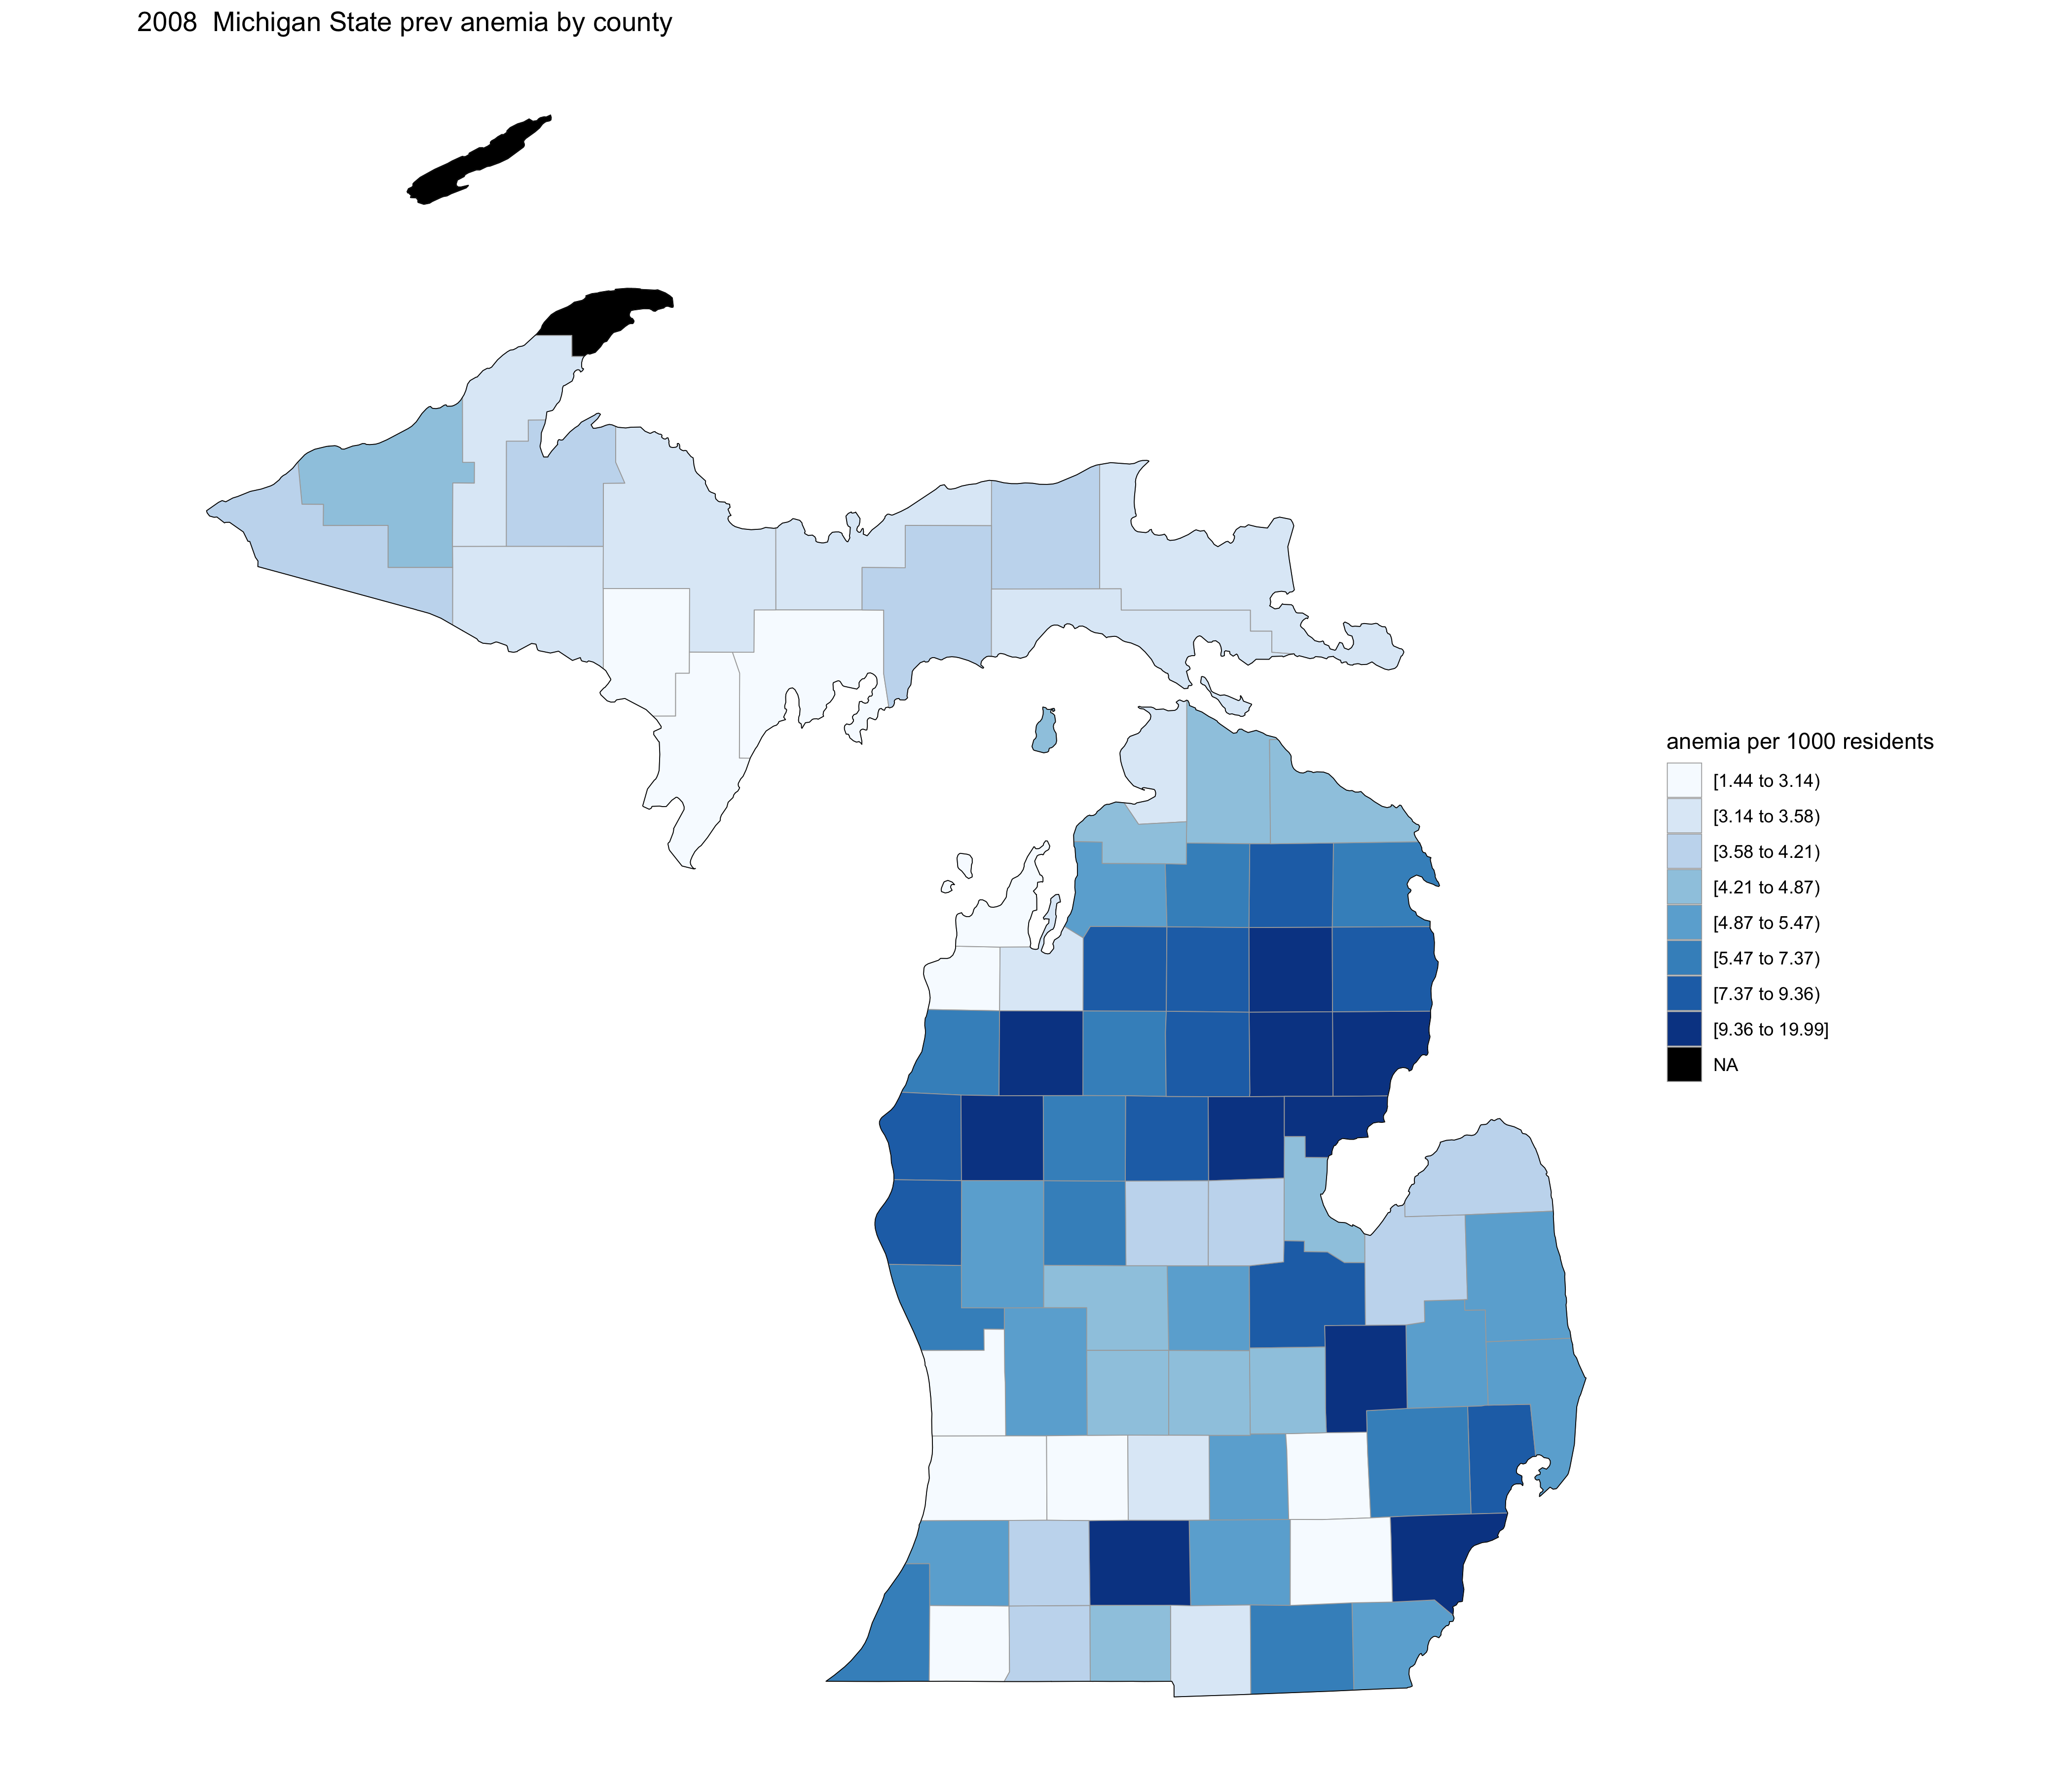 2008  Michigan State prev anemia by county
anemia per 1000 residents
[1.44 to 3.14)
[3.14 to 3.58)
[3.58 to 4.21)
[4.21 to 4.87)
[4.87 to 5.47)
[5.47 to 7.37)
[7.37 to 9.36)
[9.36 to 19.99]
NA